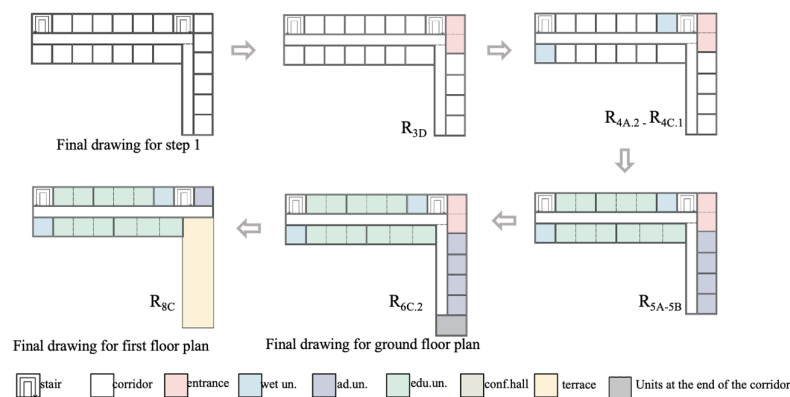 Final drawing for step 1
R3D
R4A.2 - R4C.1
R8C
R6C.2
R5A-5B
Final drawing for first floor plan
Final drawing for ground floor plan
stair
corridor
entrance
wet un.
ad.un.
edu.un.
conf.hall
terrace
Units at the end of the corridor